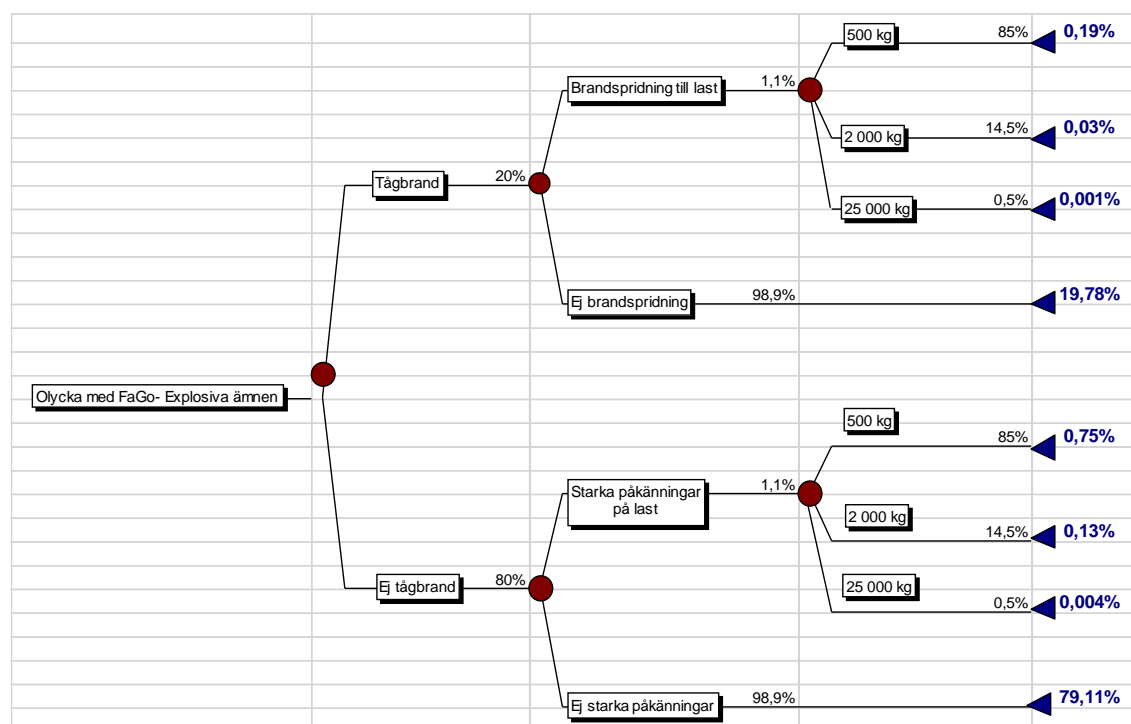 500 kg
85%
0,19%
Brandspridning till last
1,1%
2 000 kg
14,5%
0,03%
Tågbrand
20%
25 000 kg
0,5%
0,001%
Ej brandspridning
98,9%
19,78%
Olycka med FaGo- Explosiva ämnen
500 kg
85%
0,75%
Starka påkänningar
på last
1,1%
2 000 kg
14,5%
0,13%
Ej tågbrand
80%
25 000 kg
0,5%
0,004%
Ej starka påkänningar
98,9%
79,11%